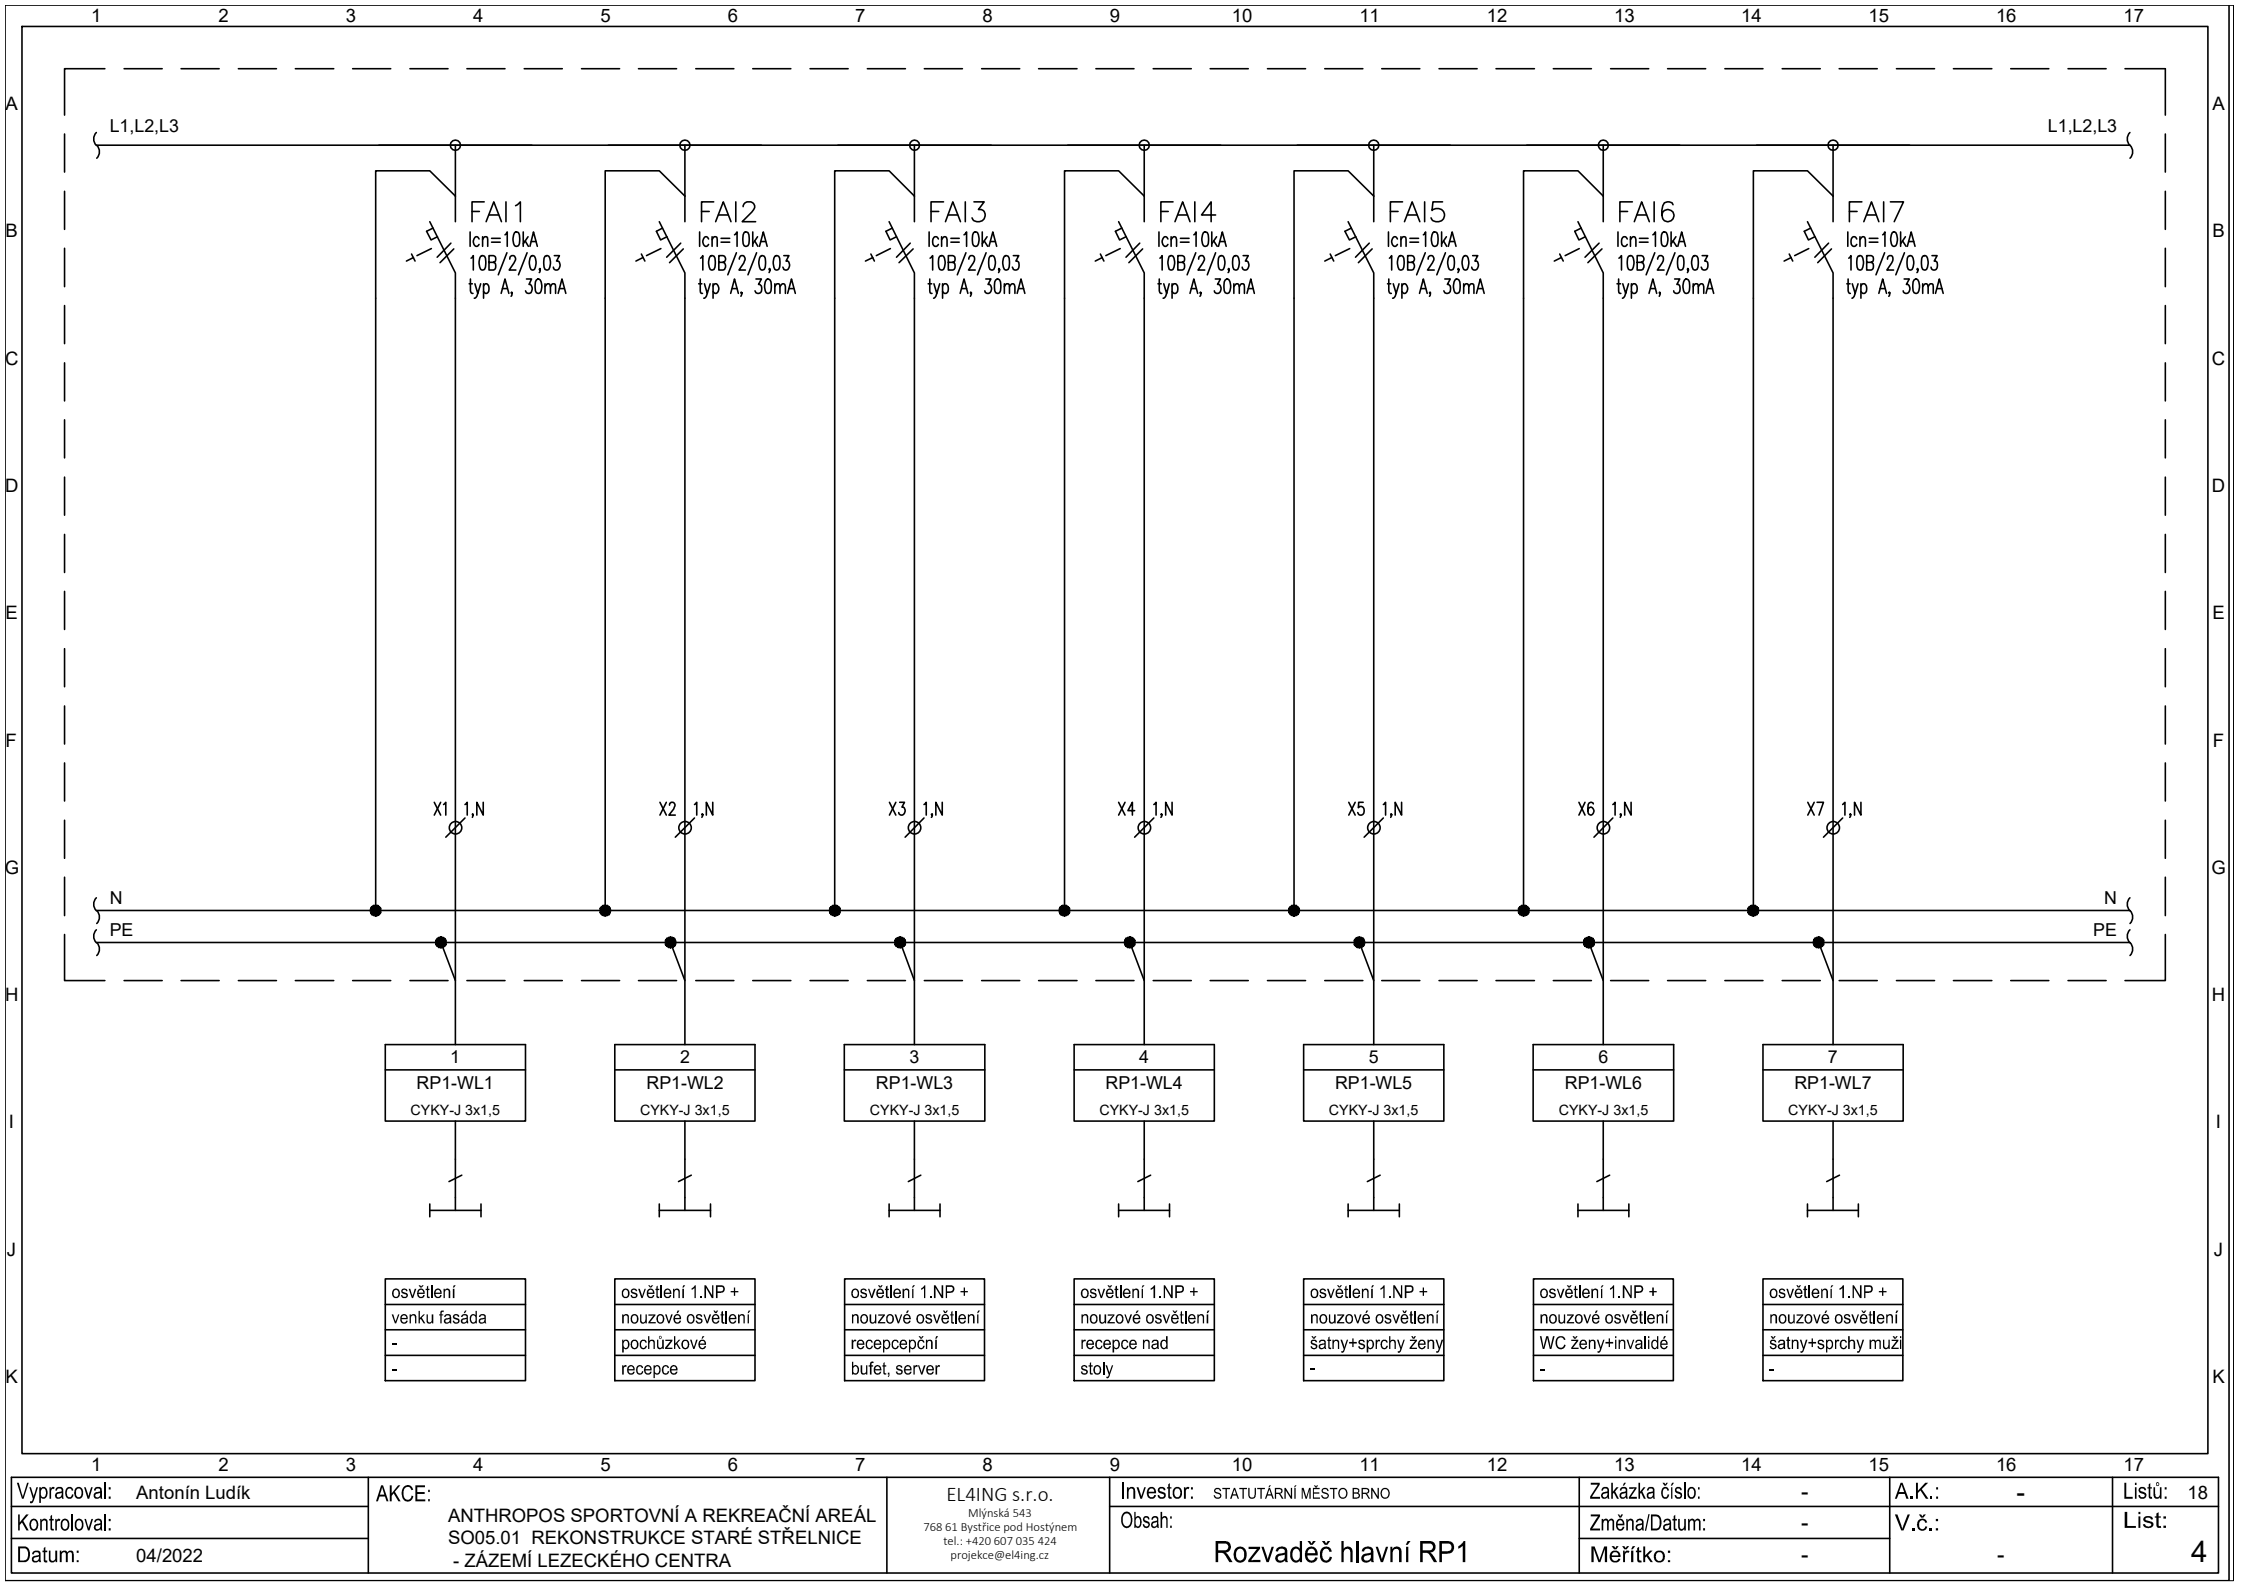 1 2 3 4 5 6 7 8 9 10 11 12 13 14 15 16 17
A A
L1,L2,L3 L1,L2,L3
B B
FAI1 FAI2 FAI3 FAI4 FAI5 FAI6 FAI7
Icn=10kA Icn=10kA Icn=10kA Icn=10kA Icn=10kA Icn=10kA Icn=10kA
10B/2/0,03 10B/2/0,03 10B/2/0,03 10B/2/0,03 10B/2/0,03 10B/2/0,03 10B/2/0,03
typ A, 30mA typ A, 30mA typ A, 30mA typ A, 30mA typ A, 30mA typ A, 30mA typ A, 30mA
C C
D D
E E
F F
X1 1,N X2 1,N X3 1,N X4 1,N X5 1,N X6 1,N X7 1,N
G G
N N
PE PE
H H
1 2 3 4 5 6 7
RP1-WL1 RP1-WL2 RP1-WL3 RP1-WL4 RP1-WL5 RP1-WL6 RP1-WL7
CYKY-J 3x1,5 CYKY-J 3x1,5 CYKY-J 3x1,5 CYKY-J 3x1,5 CYKY-J 3x1,5 CYKY-J 3x1,5 CYKY-J 3x1,5
I I
J J
osvětlení
venku fasáda
-
-
osvětlení 1.NP +
nouzové osvětlení
pochůzkové
recepce
osvětlení 1.NP +
nouzové osvětlení
recepcepční
bufet, server
osvětlení 1.NP +
nouzové osvětlení
recepce nad
stoly
osvětlení 1.NP +
nouzové osvětlení
šatny+sprchy ženy
-
osvětlení 1.NP +
nouzové osvětlení
WC ženy+invalidé
-
osvětlení 1.NP +
nouzové osvětlení
šatny+sprchy muži
-
K K
1 2 3 4 5 6 7 8 9 10 11 12 13 14 15 16 17
Vypracoval: Antonín Ludík
Kontroloval:
Datum: 04/2022
AKCE:
ANTHROPOS SPORTOVNÍ A REKREAČNÍ AREÁL
SO05.01 REKONSTRUKCE STARÉ STŘELNICE
- ZÁZEMÍ LEZECKÉHO CENTRA
EL4ING s.r.o.
Mlýnská 543
768 61 Bystřice pod Hostýnem
tel.: +420 607 035 424
projekce@el4ing.cz
Investor: STATUTÁRNÍ MĚSTO BRNO
Obsah:
Rozvaděč hlavní RP1
Zakázka číslo: -
Změna/Datum: -
Měřítko: -
A.K.: -
V.č.:
-
Listů: 18
List:
4